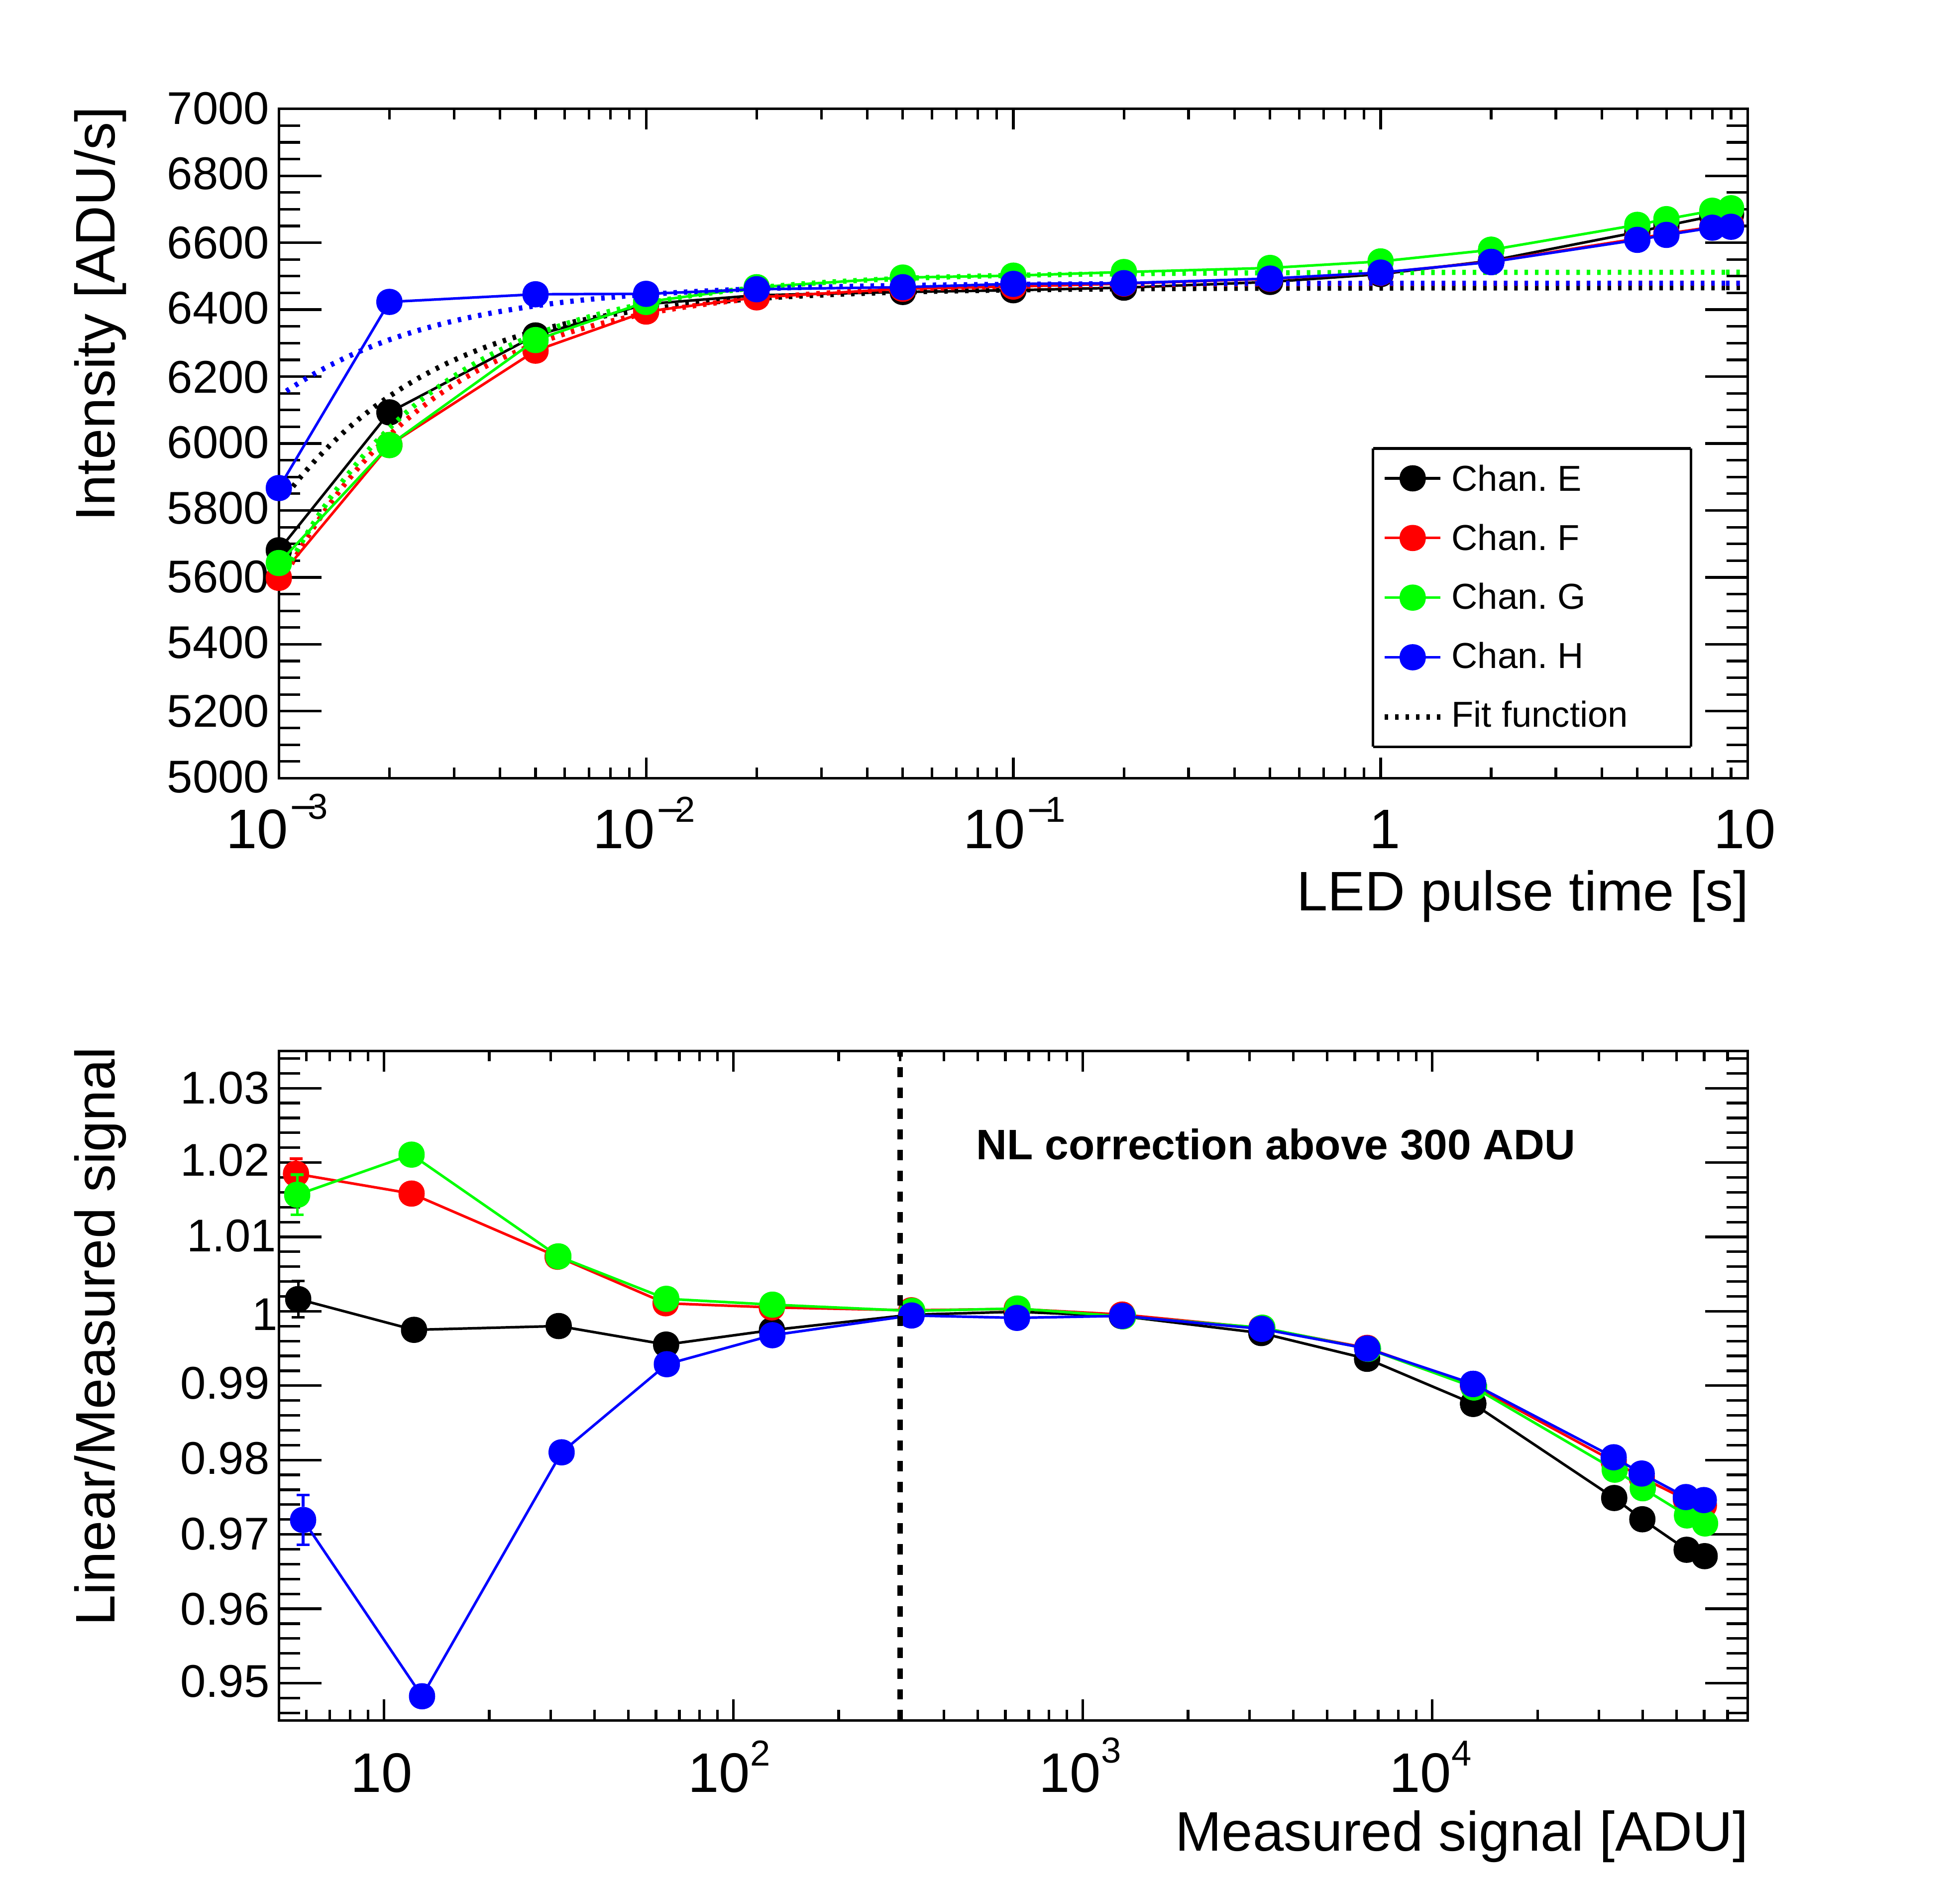 Intensity [ADU/s]
7000
6800
6600
6400
6200
6000
5800
5600
5400
5200
5000
Chan. E
Chan. F
Chan. G
Chan. H
Fit function
10⁻³ 10⁻² 10⁻¹ 1 10
LED pulse time [s]
Linear/Measured signal
1.03
1.02
1.01
1
0.99
0.98
0.97
0.96
0.95
NL correction above 300 ADU
10 10² 10³ 10⁴
Measured signal [ADU]